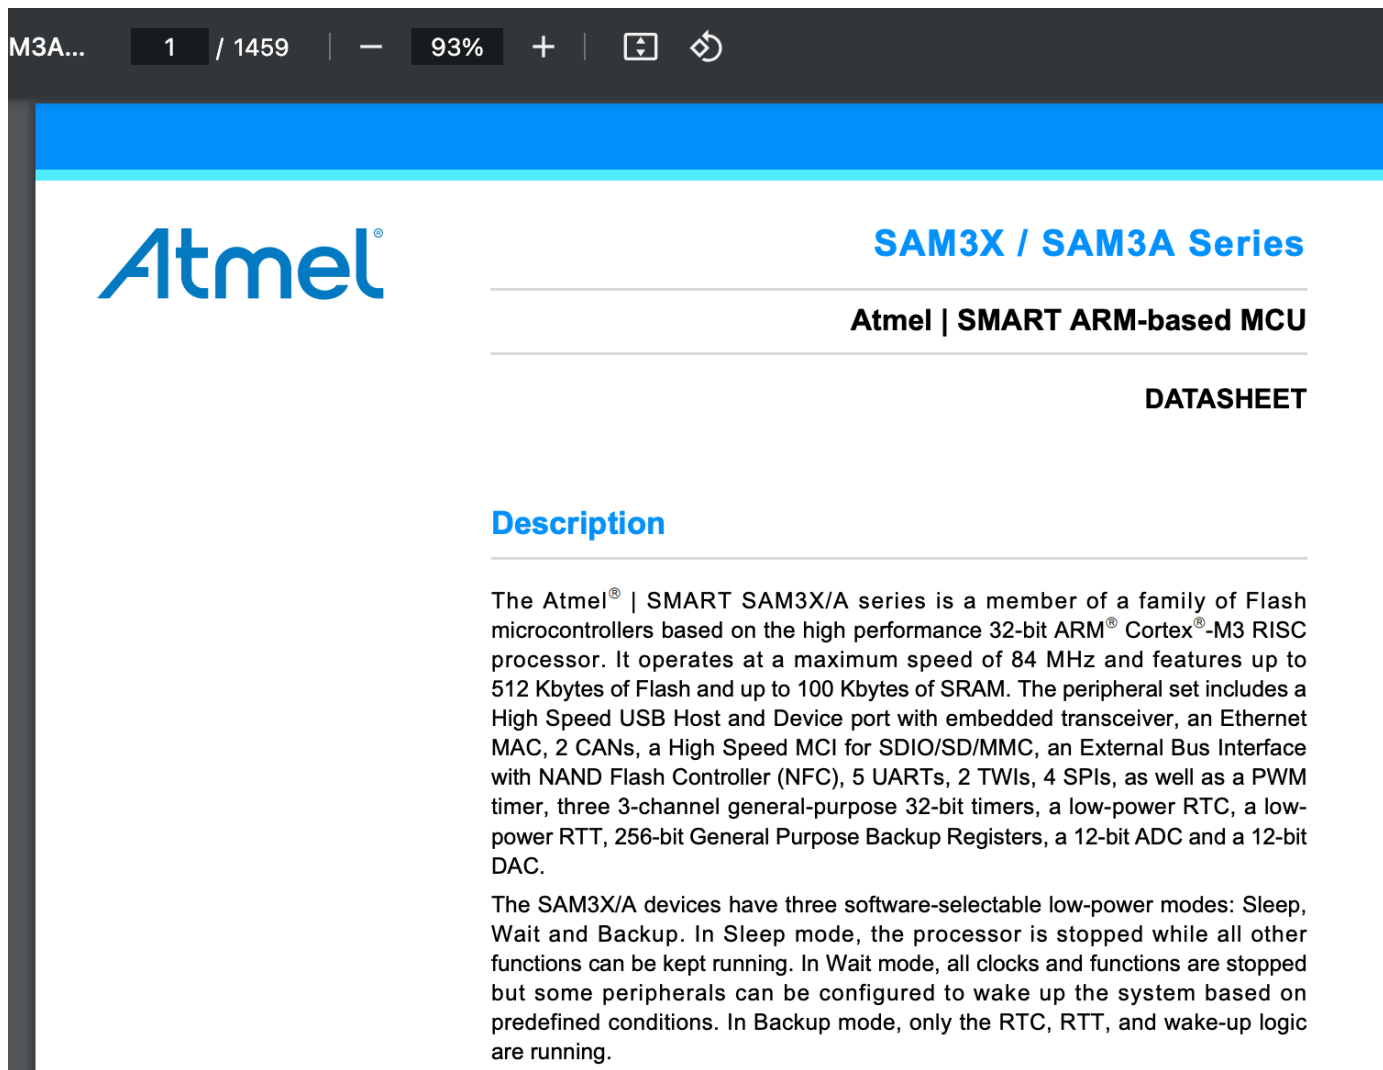 M3A...
1 / 1459
93%
Atmel®
SAM3X / SAM3A Series
Atmel | SMART ARM-based MCU
DATASHEET
Description
The Atmel® | SMART SAM3X/A series is a member of a family of Flash
microcontrollers based on the high performance 32-bit ARM® Cortex®-M3 RISC
processor. It operates at a maximum speed of 84 MHz and features up to
512 Kbytes of Flash and up to 100 Kbytes of SRAM. The peripheral set includes a
High Speed USB Host and Device port with embedded transceiver, an Ethernet
MAC, 2 CANs, a High Speed MCI for SDIO/SD/MMC, an External Bus Interface
with NAND Flash Controller (NFC), 5 UARTs, 2 TWIs, 4 SPIs, as well as a PWM
timer, three 3-channel general-purpose 32-bit timers, a low-power RTC, a low-
power RTT, 256-bit General Purpose Backup Registers, a 12-bit ADC and a 12-bit
DAC.
The SAM3X/A devices have three software-selectable low-power modes: Sleep,
Wait and Backup. In Sleep mode, the processor is stopped while all other
functions can be kept running. In Wait mode, all clocks and functions are stopped
but some peripherals can be configured to wake up the system based on
predefined conditions. In Backup mode, only the RTC, RTT, and wake-up logic
are running.